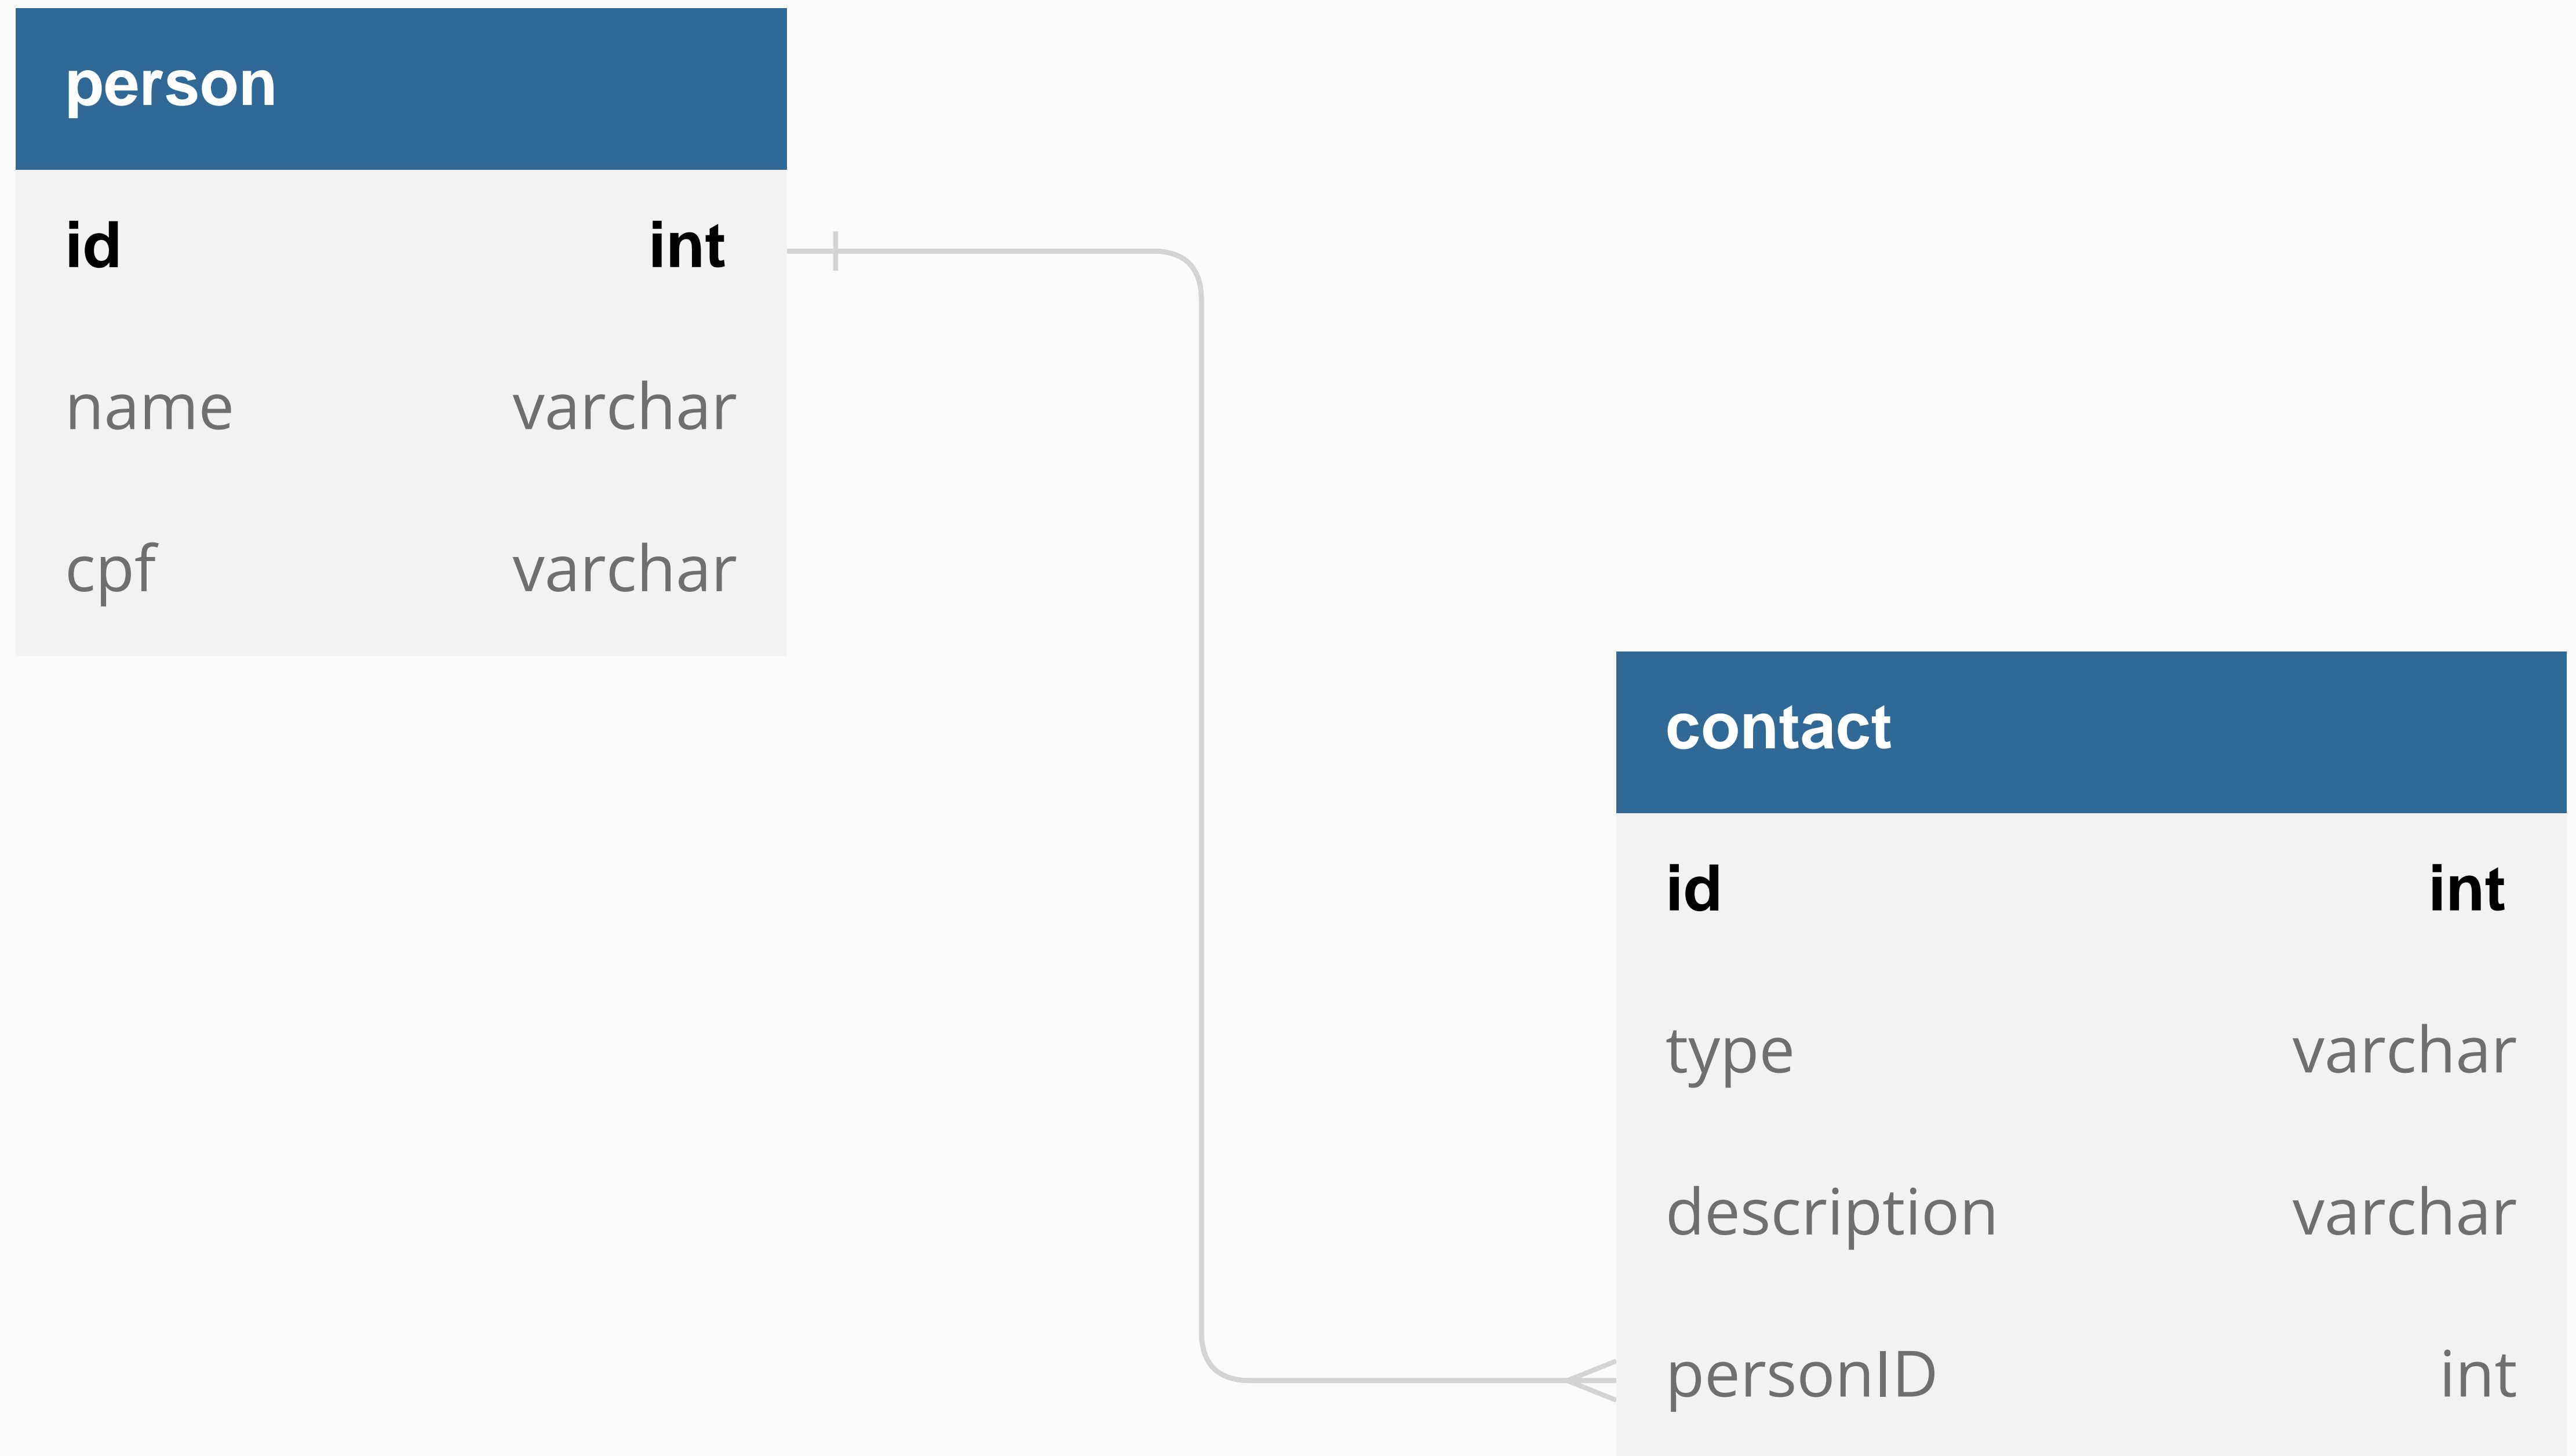 person
id int
name varchar
cpf varchar
contact
id int
type varchar
description varchar
personID int